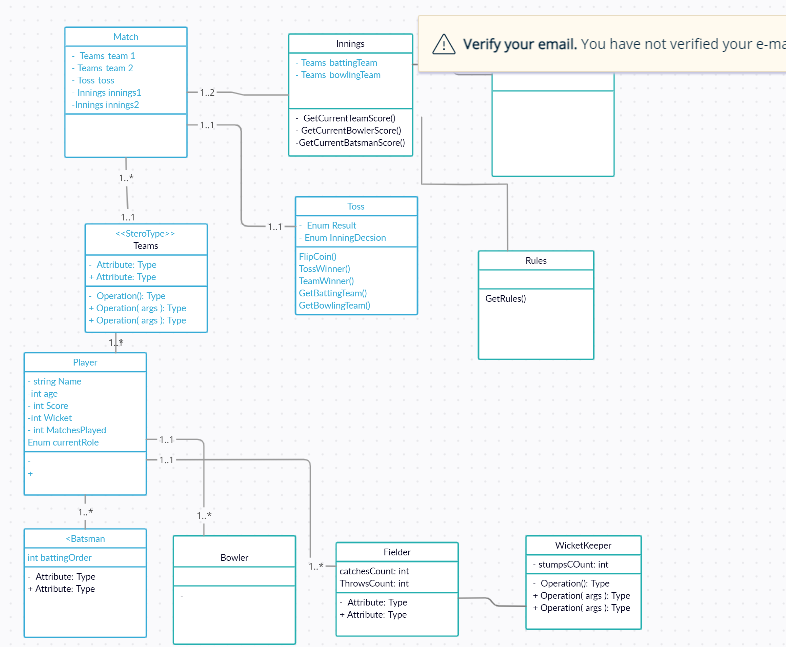 Verify your email. You have not verified your e-ma
Match
- Teams team 1
- Teams team 2
- Toss toss
Innings innings1
-Innings innings2
1..2
1..1
Innings
- Teams battingTeam
- Teams bowlingTeam
- GetCurrentTeamScore()
- GetCurrentBowlerScore()
-GetCurrentBatsmanScore()
1..*
1..1
<<SteroType>>
Teams
- Attribute: Type
+ Attribute: Type
- Operation(): Type
+ Operation( args ): Type
+ Operation( args ): Type
1..1
Toss
- Enum Result
Enum InningDecsion
FlipCoin()
TossWinner()
TeamWinner()
GetBattingTeam()
GetBowlingTeam()
Rules
GetRules()
1..*
Player
- string Name
int age
- int Score
-int Wicket
- int MatchesPlayed
Enum currentRole
-
+
1..1
1..1
1..*
1..*
1..*
<Batsman
int battingOrder
- Attribute: Type
+ Attribute: Type
Bowler
-
Fielder
catchesCount: int
ThrowsCount: int
- Attribute: Type
+ Attribute: Type
WicketKeeper
- stumpsCOunt: int
- Operation(): Type
+ Operation( args ): Type
+ Operation( args ): Type